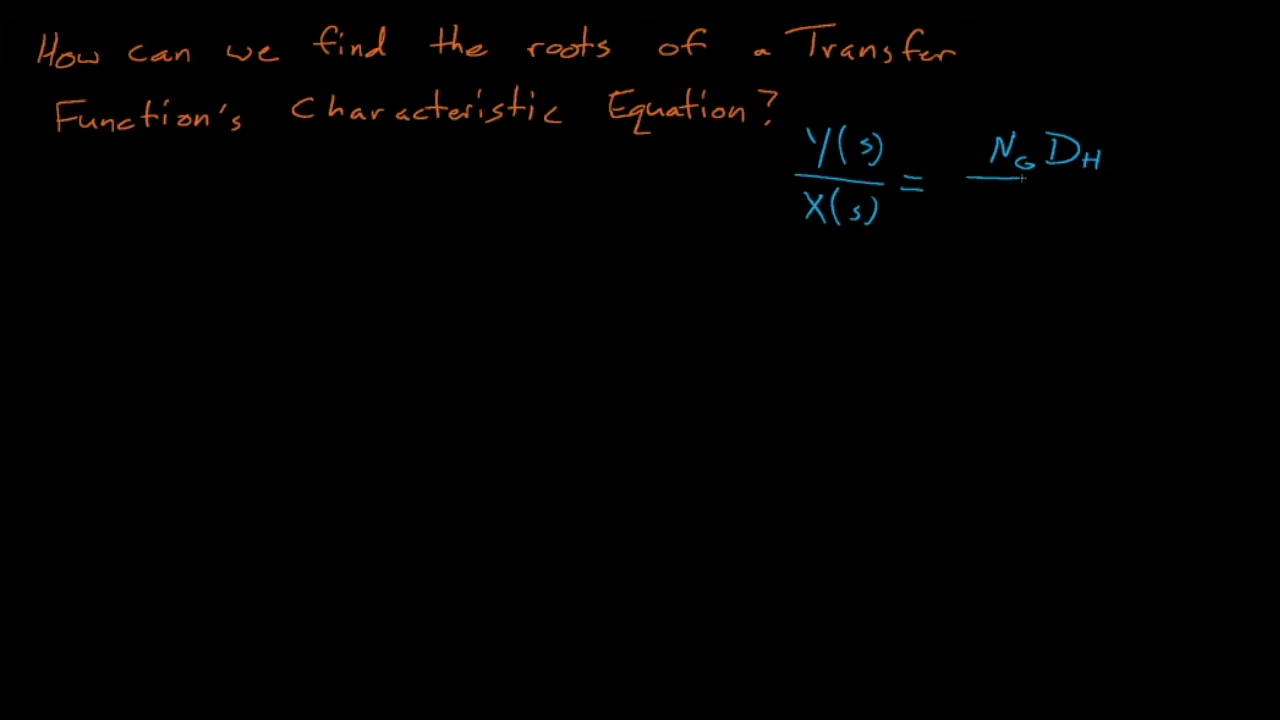 How can we find the roots of a Transfer
Function's Characteristic Equation?
Y(s)
X(s)
=
N_G D_H